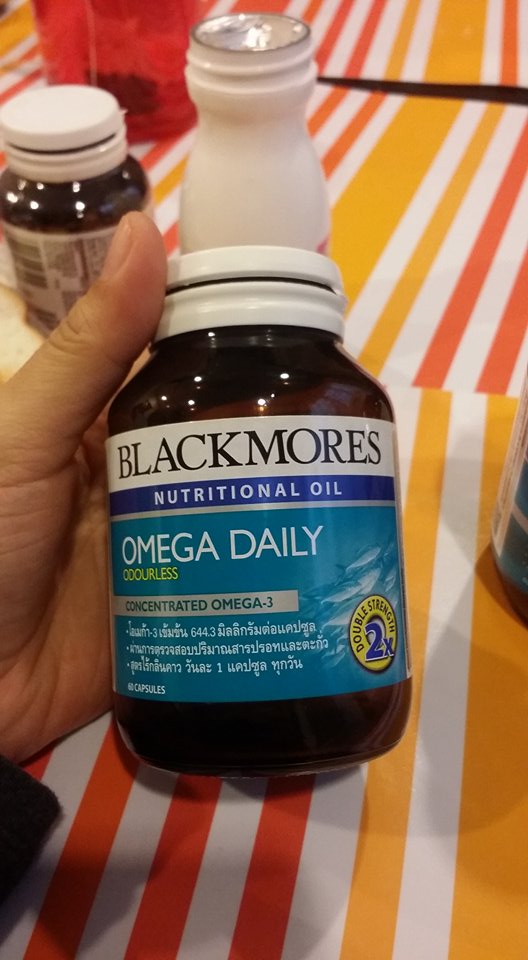 BLACKMORES
NUTRITIONAL OIL
OMEGA DAILY
ODOURLESS
CONCENTRATED OMEGA-3
• โอเมก้า-3 เข้มข้น 644.3 มิลลิกรัมต่อแคปซูล
• ผ่านการตรวจสอบปริมาณสารปรอทและตะกั่ว
• สูตรไร้กลิ่นคาว วันละ 1 แคปซูล ทุกวัน
60 CAPSULES
DOUBLE STRENGTH
2x